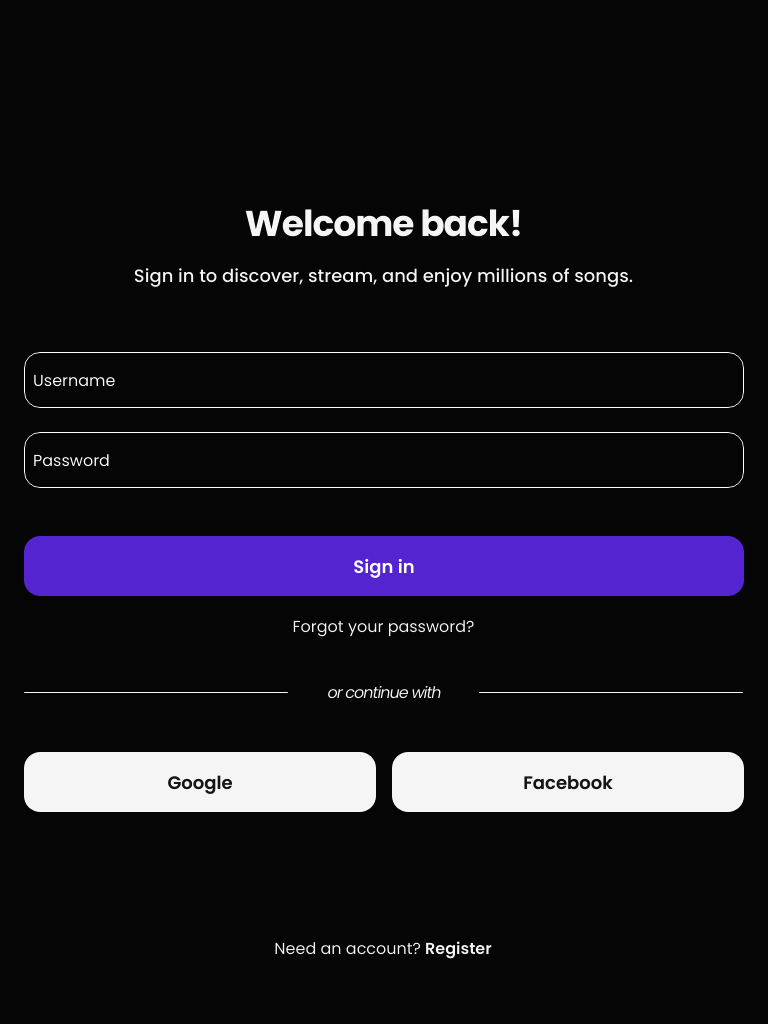 Welcome back!
Sign in to discover, stream, and enjoy millions of songs.
Username
Password
Sign in
Forgot your password?
or continue with
Google
Facebook
Need an account? Register